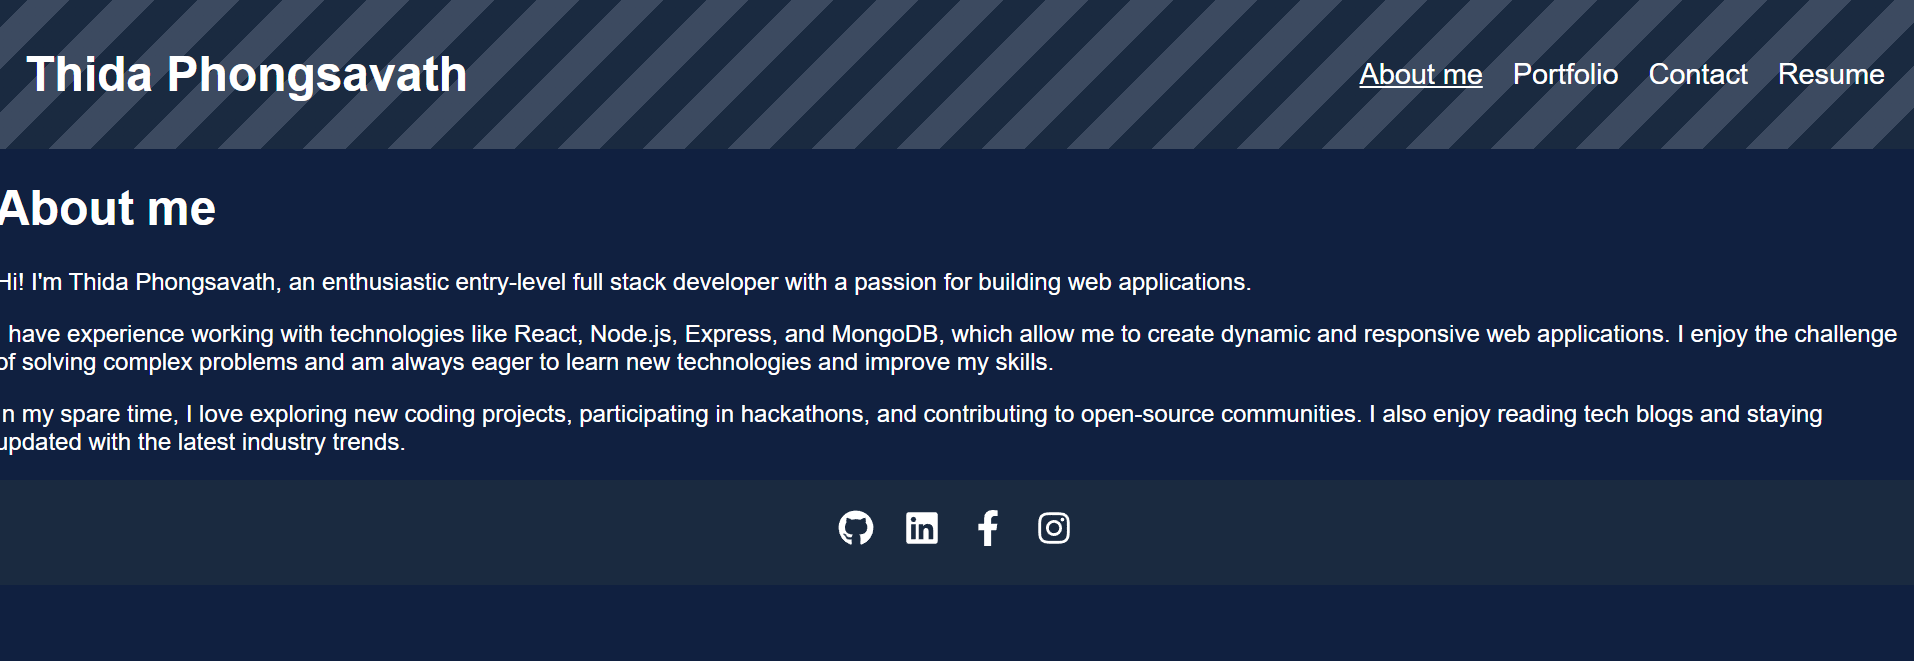 Thida Phongsavath
About me Portfolio Contact Resume
About me
Hi! I'm Thida Phongsavath, an enthusiastic entry-level full stack developer with a passion for building web applications.
I have experience working with technologies like React, Node.js, Express, and MongoDB, which allow me to create dynamic and responsive web applications. I enjoy the challenge
of solving complex problems and am always eager to learn new technologies and improve my skills.
In my spare time, I love exploring new coding projects, participating in hackathons, and contributing to open-source communities. I also enjoy reading tech blogs and staying
updated with the latest industry trends.